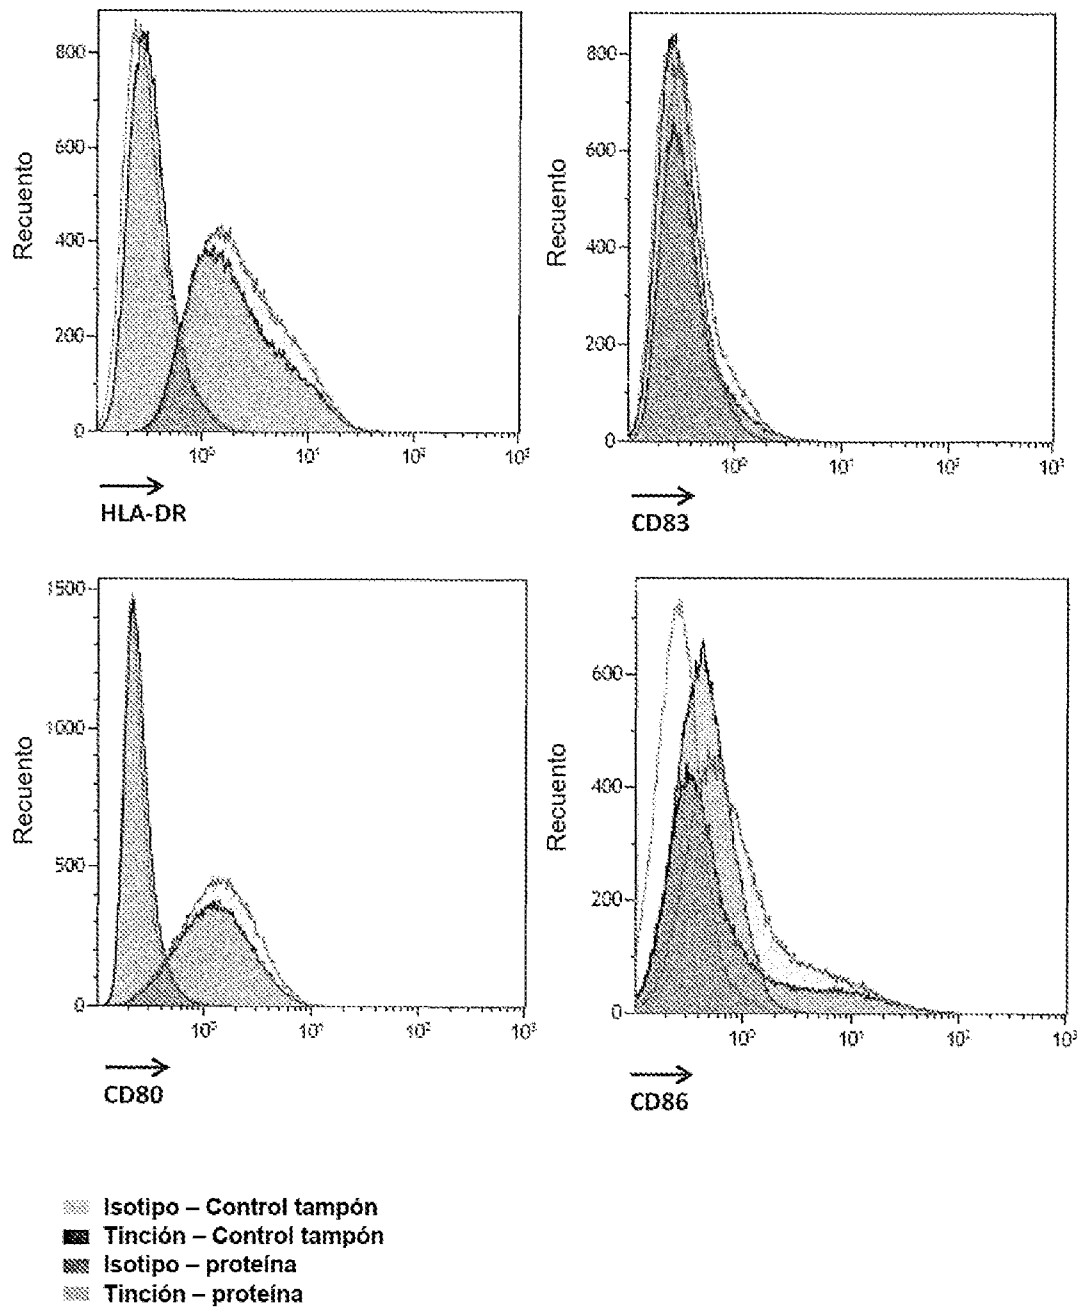 800 800
600 600
400 400
200 200
0 0
Recuento Recuento
10⁰ 10¹ 10² 10³ 10⁰ 10¹ 10² 10³
HLA-DR CD83
1500
1000 600
500 400
200
0 0
Recuento Recuento
10⁰ 10¹ 10² 10³ 10⁰ 10¹ 10² 10³
CD80 CD86
Isotipo – Control tampón
Tinción – Control tampón
Isotipo – proteína
Tinción – proteína